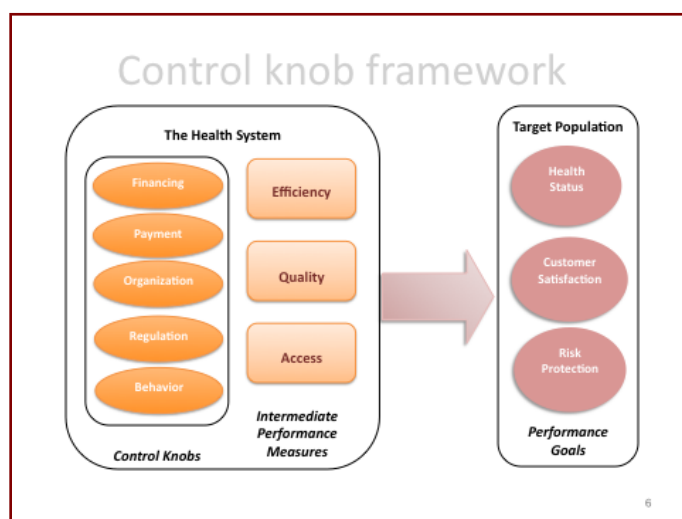 Control knob framework
The Health System
Financing
Payment
Organization
Regulation
Behavior
Control Knobs
Efficiency
Quality
Access
Intermediate
Performance
Measures
Target Population
Health
Status
Customer
Satisfaction
Risk
Protection
Performance
Goals
6